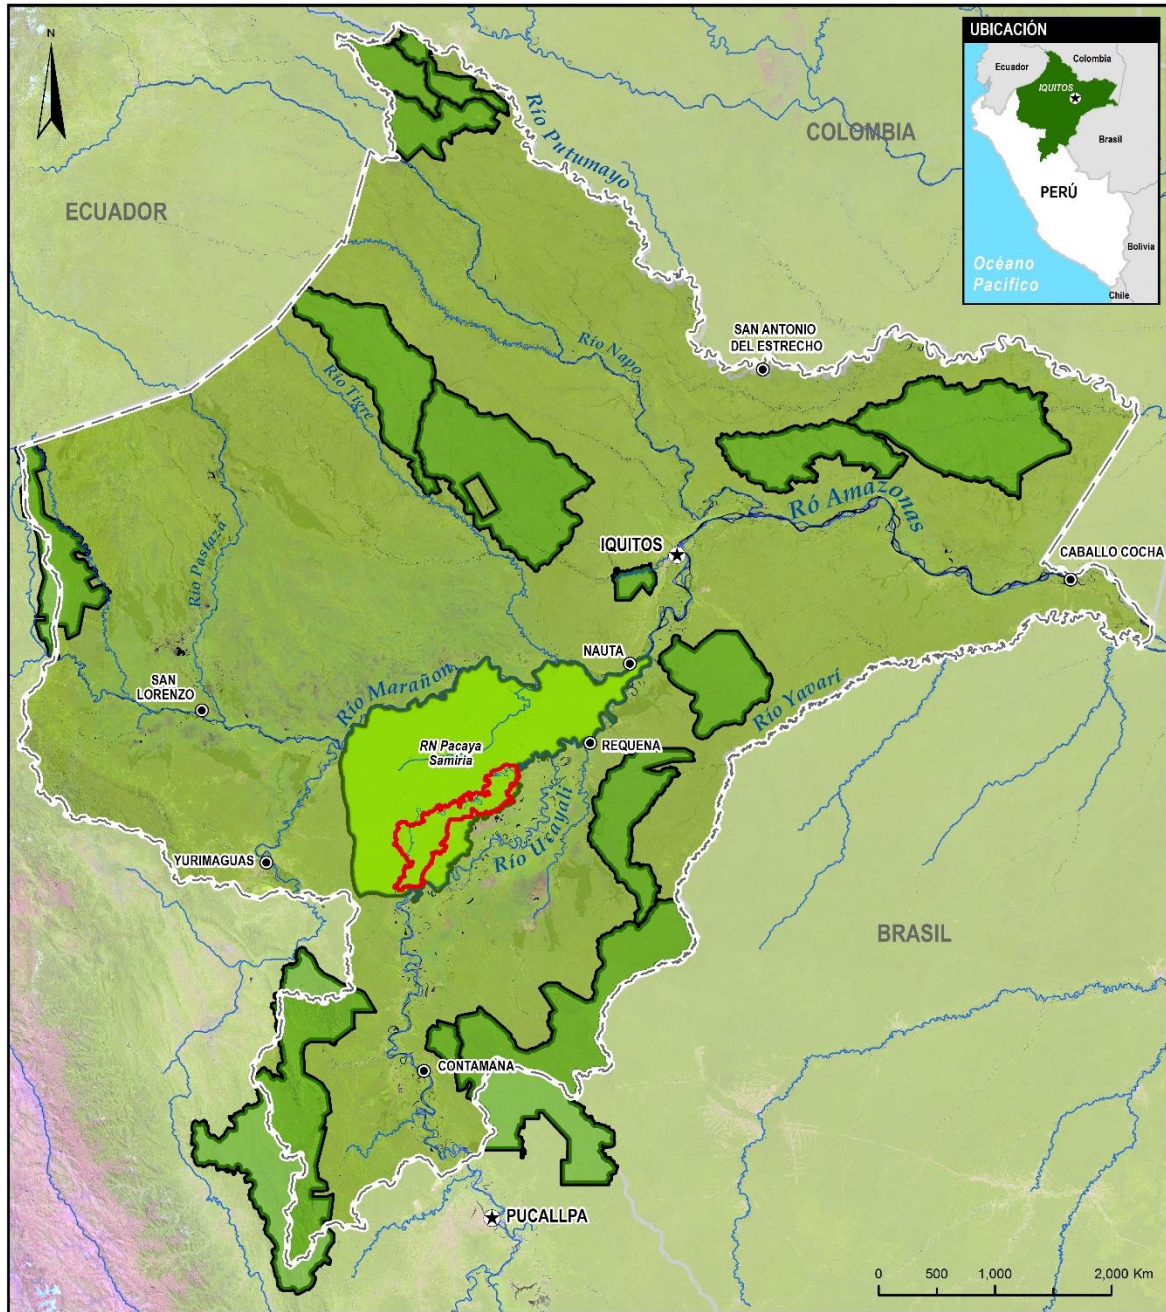 N
UBICACIÓN
Ecuador
Colombia
IQUITOS
Brasil
PERÚ
Bolivia
Océano
Pacífico
Chile
COLOMBIA
ECUADOR
Río Putumayo
SAN ANTONIO
DEL ESTRECHO
Río Napo
Río Tigre
Ró Amazonas
Río Pastaza
IQUITOS
CABALLO COCHA
NAUTA
SAN
LORENZO
Río Marañon
Río Yavarí
RN Pacaya
Samiria
REQUENA
Río Ucayali
YURIMAGUAS
BRASIL
CONTAMANA
PUCALLPA
0 500 1,000 2,000 Km